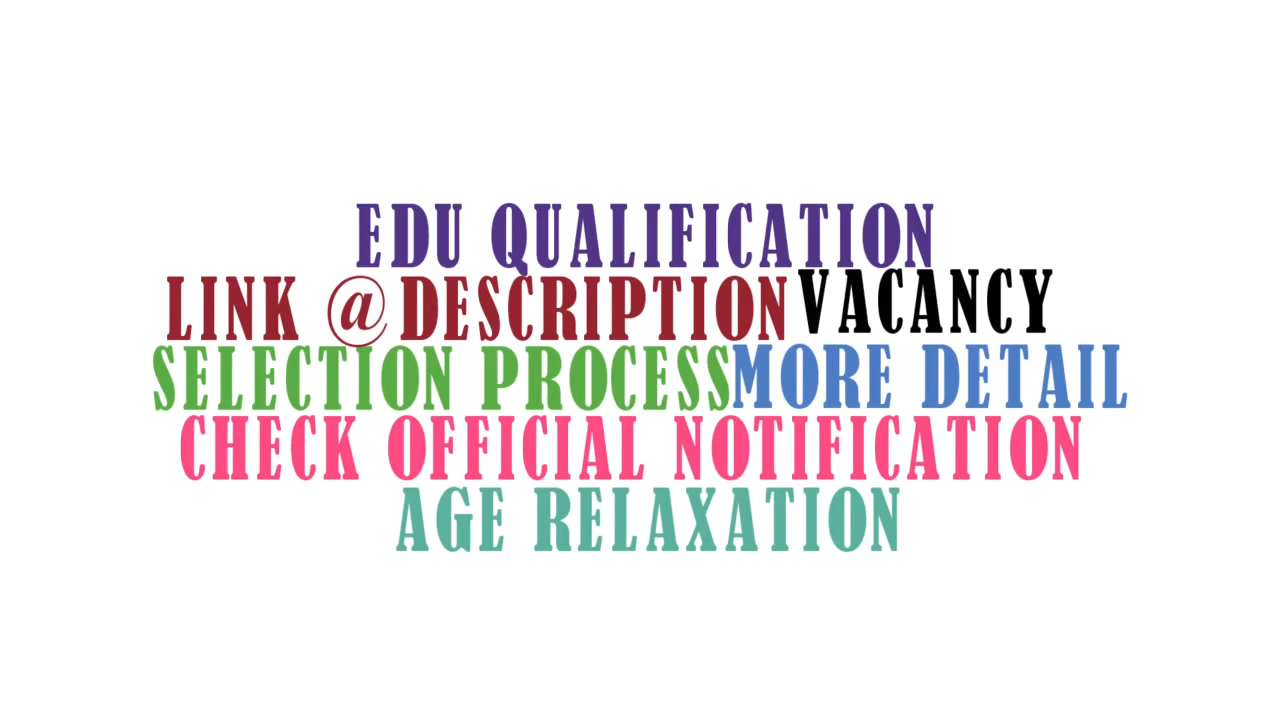 EDU QUALIFICATION
LINK @DESCRIPTION VACANCY
SELECTION PROCESS MORE DETAIL
CHECK OFFICIAL NOTIFICATION
AGE RELAXATION